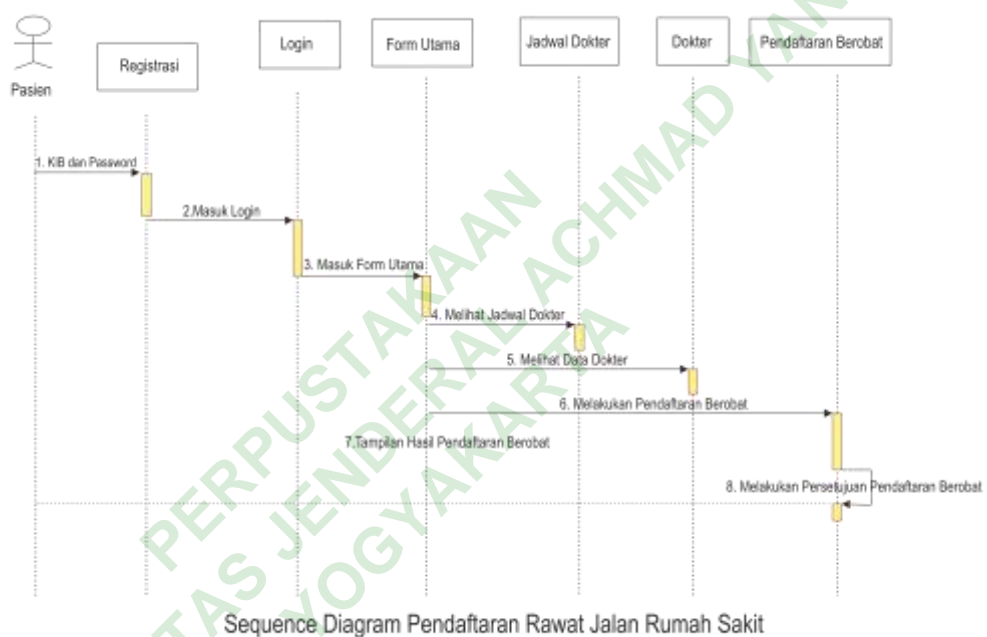 Pasien
Registrasi
Login
Form Utama
Jadwal Dokter
Dokter
Pendaftaran Berobat
1. KIB dan Password
2.Masuk Login
3. Masuk Form Utama
4. Melihat Jadwal Dokter
5. Melihat Data Dokter
6. Melakukan Pendaftaran Berobat
7.Tampilan Hasil Pendaftaran Berobat
8. Melakukan Persetujuan Pendaftaran Berobat
Sequence Diagram Pendaftaran Rawat Jalan Rumah Sakit
PERPUSTAKAAN
TAS JENDERAL ACHMAD YAN
YOGYAKARTA